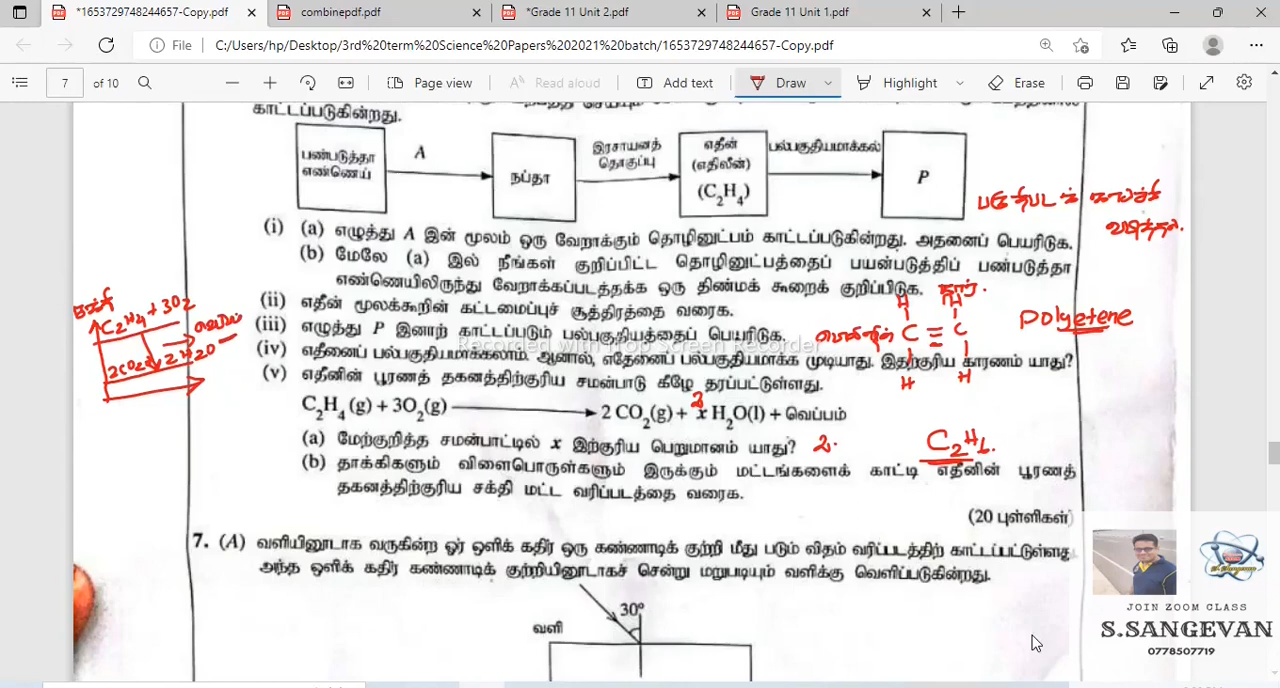 *1653729748244657-Copy.pdf combinepdf.pdf *Grade 11 Unit 2.pdf Grade 11 Unit 1.pdf
File C:/Users/hp/Desktop/3rd%20term%20Science%20Papers%202021%20batch/1653729748244657-Copy.pdf
7 of 10 Page view Read aloud Add text Draw Highlight Erase
காட்டப்படுகின்றது.
பண்படுத்தா எண்ணெய்
A
நப்தா
இரசாயனத் தொகுப்பு
எதீன் (எதிலீன்) (C₂H₄)
பல்பகுதியமாக்கல்
P
(i) (a) எழுத்து A இன் மூலம் ஒரு வேறாக்கும் தொழினுட்பம் காட்டப்படுகின்றது. அதனைப் பெயரிடுக.
(b) மேலே (a) இல் நீங்கள் குறிப்பிட்ட தொழினுட்பத்தைப் பயன்படுத்திப் பண்படுத்தா
எண்ணெயிலிருந்து வேறாக்கப்படத்தக்க ஒரு திண்மக் கூறைக் குறிப்பிடுக.
தார்.
(ii) எதீன் மூலக்கூறின் கட்டமைப்புச் சூத்திரத்தை வரைக.
H H
C₂H₄ + 3O₂
(iii) எழுத்து P இனாற் காட்டப்படும் பல்பகுதியத்தைப் பெயரிடுக.
C = C
Polyetene
Recorded with iTop Screen Recorder
(iv) எதீனைப் பல்பகுதியமாக்கலாம். ஆனால், எதேனைப் பல்பகுதியமாக்க முடியாது. இதற்குரிய காரணம் யாது?
2CO₂ + 2H₂O
H H
(v) எதீனின் பூரணத் தகனத்திற்குரிய சமன்பாடு கீழே தரப்பட்டுள்ளது.
2
C₂H₄(g) + 3O₂(g) → 2 CO₂(g) + x H₂O(l) + வெப்பம்
(a) மேற்குறித்த சமன்பாட்டில் x இற்குரிய பெறுமானம் யாது? 2.
(b) தாக்கிகளும் விளைபொருள்களும் இருக்கும் மட்டங்களைக் காட்டி எதீனின் பூரணத்
தகனத்திற்குரிய சக்தி மட்ட வரிப்படத்தை வரைக.
(20 புள்ளிகள்)
7. (A) வளியினூடாக வருகின்ற ஓர் ஒளிக் கதிர் ஒரு கண்ணாடிக் குற்றி மீது படும் விதம் வரிப்படத்திற் காட்டப்பட்டுள்ளது.
அந்த ஒளிக் கதிர் கண்ணாடிக் குற்றியினூடாகச் சென்று மறுபடியும் வளிக்கு வெளிப்படுகின்றது.
30°
வளி
JOIN ZOOM CLASS
S.SANGEVAN
0778507719